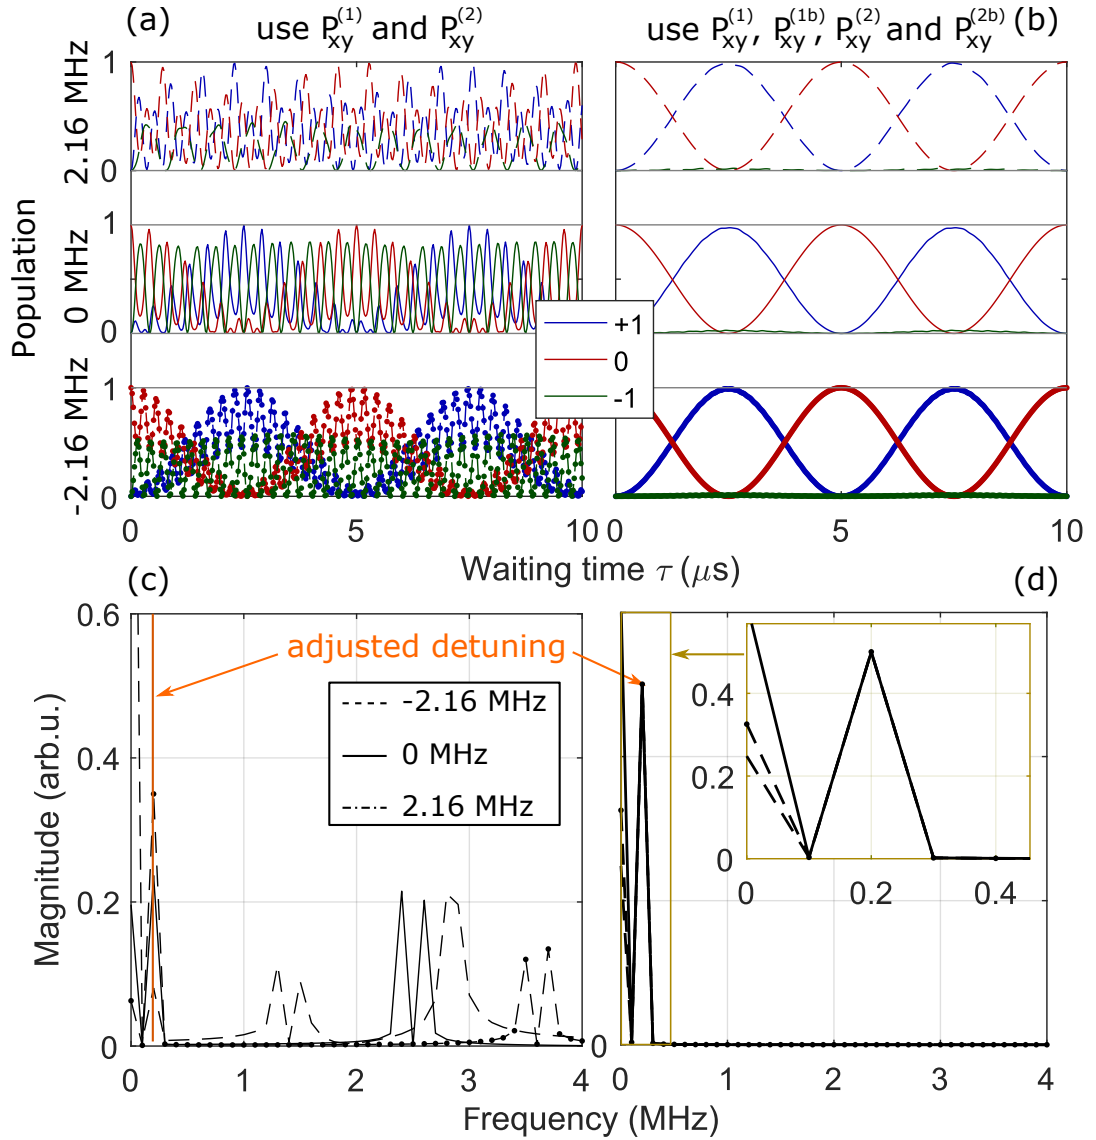 (a) use P_xy^(1) and P_xy^(2)
use P_xy^(1), P_xy^(1b), P_xy^(2) and P_xy^(2b) (b)
Population
2.16 MHz
1
0
0 MHz
1
0
-2.16 MHz
1
0
+1
0
-1
0 5 10
0 5 10
Waiting time τ (μs)
(c)
(d)
Magnitude (arb.u.)
0.6
0.4
0.2
0
adjusted detuning
-2.16 MHz
0 MHz
2.16 MHz
0 1 2 3 4
0
0.4
0.2
0
0 0.2 0.4
0 1 2 3 4
Frequency (MHz)